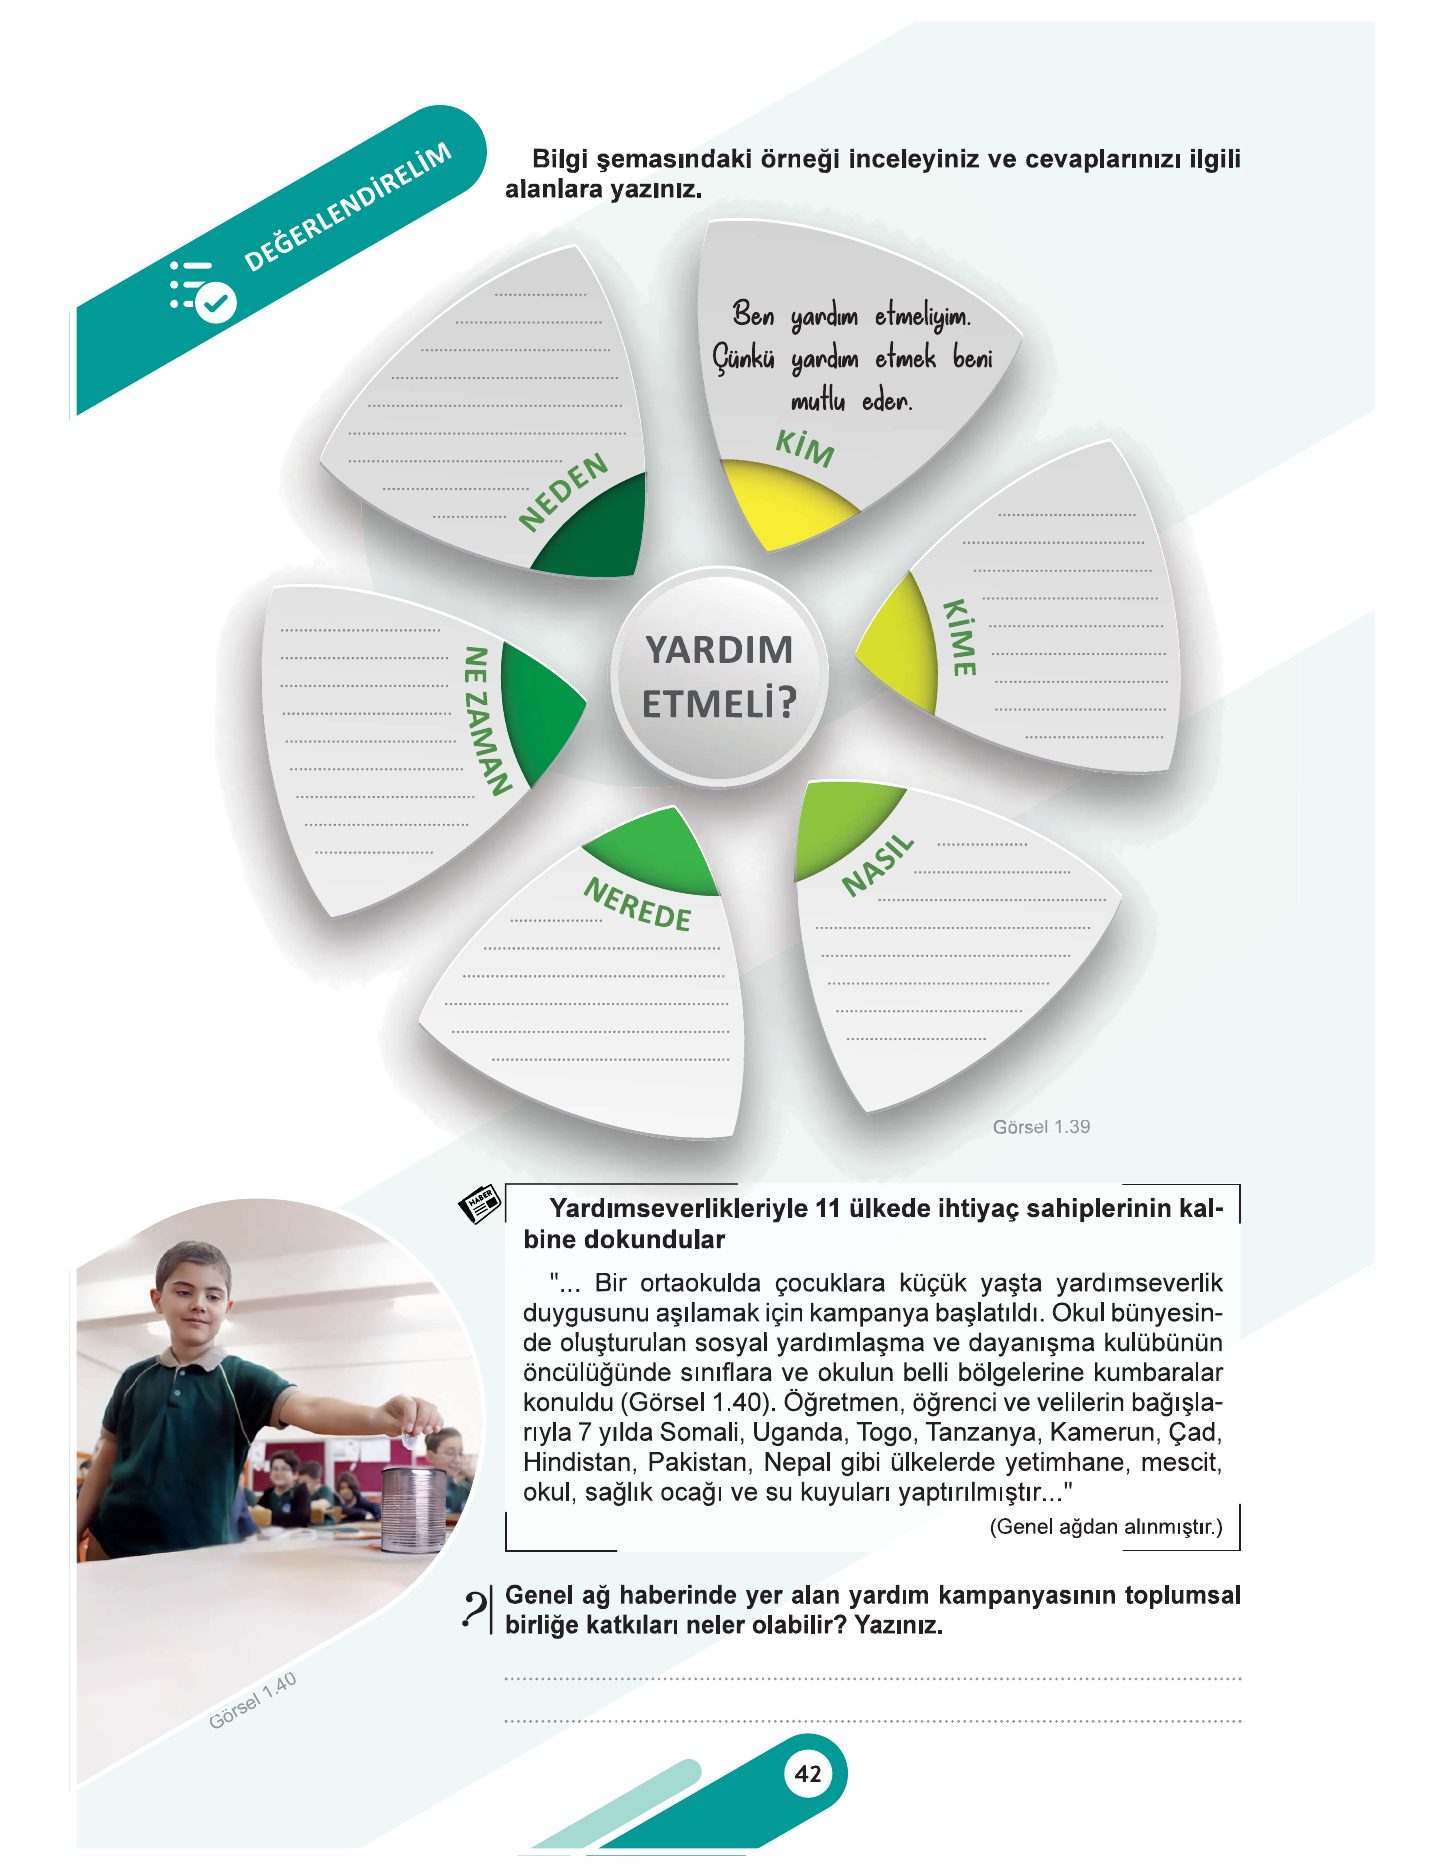 DEĞERLENDİRELİM
Bilgi şemasındaki örneği inceleyiniz ve cevaplarınızı ilgili
alanlara yazınız.
Ben yardım etmeliyim.
Çünkü yardım etmek beni
mutlu eder.
KİM
NEDEN
KİME
YARDIM
ETMELİ?
NE ZAMAN
NASIL
NEREDE
Görsel 1.39
HABER
Yardımseverlikleriyle 11 ülkede ihtiyaç sahiplerinin kal-
bine dokundular
"... Bir ortaokulda çocuklara küçük yaşta yardımseverlik
duygusunu aşılamak için kampanya başlatıldı. Okul bünyesin-
de oluşturulan sosyal yardımlaşma ve dayanışma kulübünün
öncülüğünde sınıflara ve okulun belli bölgelerine kumbaralar
konuldu (Görsel 1.40). Öğretmen, öğrenci ve velilerin bağışla-
rıyla 7 yılda Somali, Uganda, Togo, Tanzanya, Kamerun, Çad,
Hindistan, Pakistan, Nepal gibi ülkelerde yetimhane, mescit,
okul, sağlık ocağı ve su kuyuları yaptırılmıştır..."
(Genel ağdan alınmıştır.)
? Genel ağ haberinde yer alan yardım kampanyasının toplumsal
birliğe katkıları neler olabilir? Yazınız.
Görsel 1.40
42